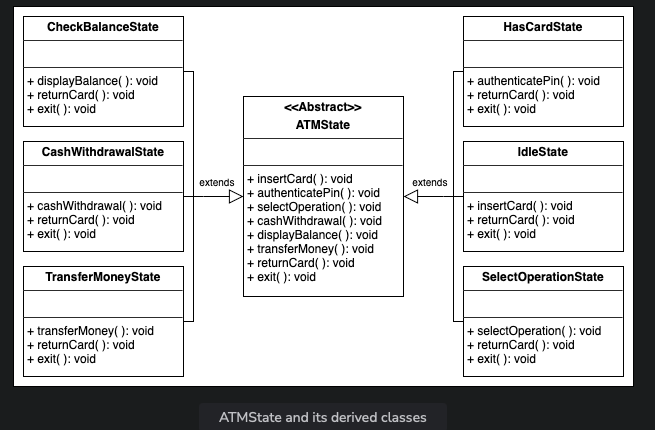 CheckBalanceState
+ displayBalance( ): void
+ returnCard( ): void
+ exit( ): void
CashWithdrawalState
+ cashWithdrawal( ): void
+ returnCard( ): void
+ exit( ): void
TransferMoneyState
+ transferMoney( ): void
+ returnCard( ): void
+ exit( ): void
extends
<<Abstract>>
ATMState
+ insertCard( ): void
+ authenticatePin( ): void
+ selectOperation( ): void
+ cashWithdrawal( ): void
+ displayBalance( ): void
+ transferMoney( ): void
+ returnCard( ): void
+ exit( ): void
extends
HasCardState
+ authenticatePin( ): void
+ returnCard( ): void
+ exit( ): void
IdleState
+ insertCard( ): void
+ returnCard( ): void
+ exit( ): void
SelectOperationState
+ selectOperation( ): void
+ returnCard( ): void
+ exit( ): void
ATMState and its derived classes